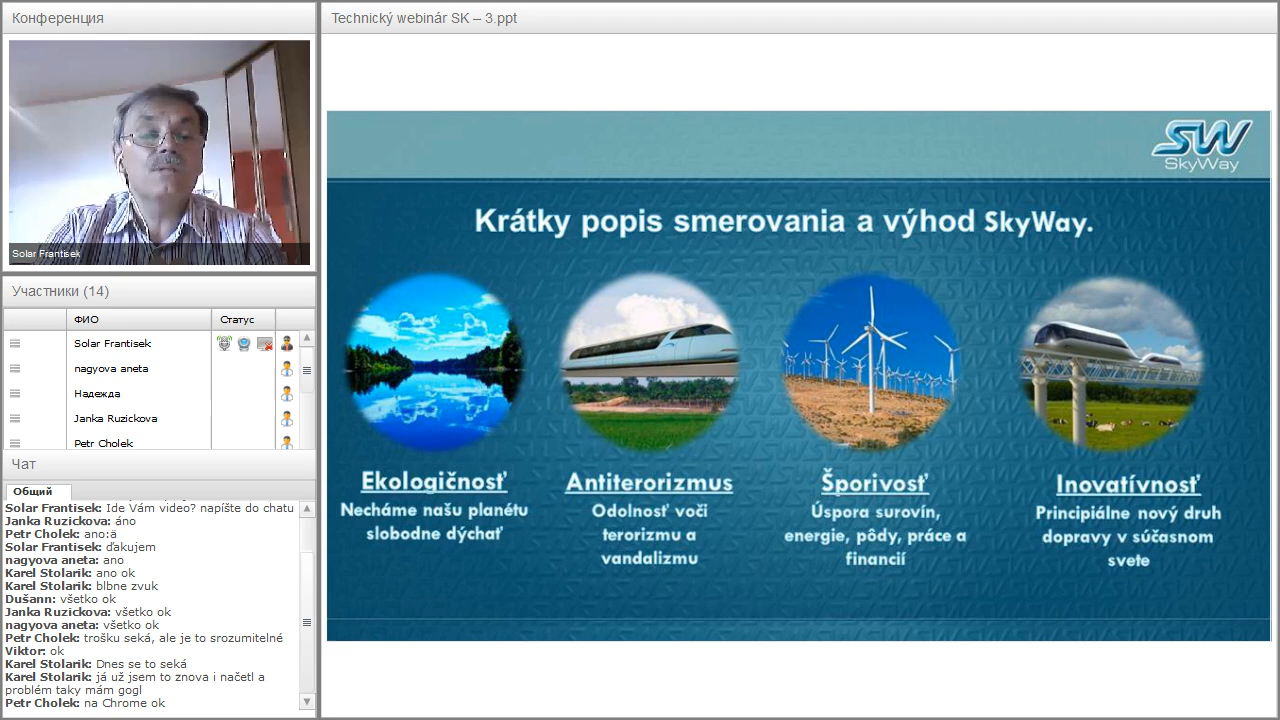 Конференция
Solar Frantisek
Участники (14)
ФИО Статус
Solar Frantisek
nagyova aneta
Надежда
Janka Ruzickova
Petr Cholek
Чат
Общий
Solar Frantisek: Ide Vám video? napíšte do chatu
Janka Ruzickova: áno
Petr Cholek: ano:ä
Solar Frantisek: ďakujem
nagyova aneta: ano
Karel Stolarik: ano ok
Karel Stolarik: blbne zvuk
Dušann: všetko ok
Janka Ruzickova: všetko ok
nagyova aneta: všetko ok
Petr Cholek: trošku seká, ale je to srozumitelné
Viktor: ok
Karel Stolarik: Dnes se to seká
Karel Stolarik: já už jsem to znova i načetl a
problém taky mám gogl
Petr Cholek: na Chrome ok
Technický webinár SK – 3.ppt
SW
SkyWay
Krátky popis smerovania a výhod SkyWay.
Ekologičnosť
Necháme našu planétu
slobodne dýchať
Antiterorizmus
Odolnosť voči
terorizmu a
vandalizmu
Šporivosť
Úspora surovín,
energie, pôdy, práce a
financií
Inovatívnosť
Principiálne nový druh
dopravy v súčasnom
svete